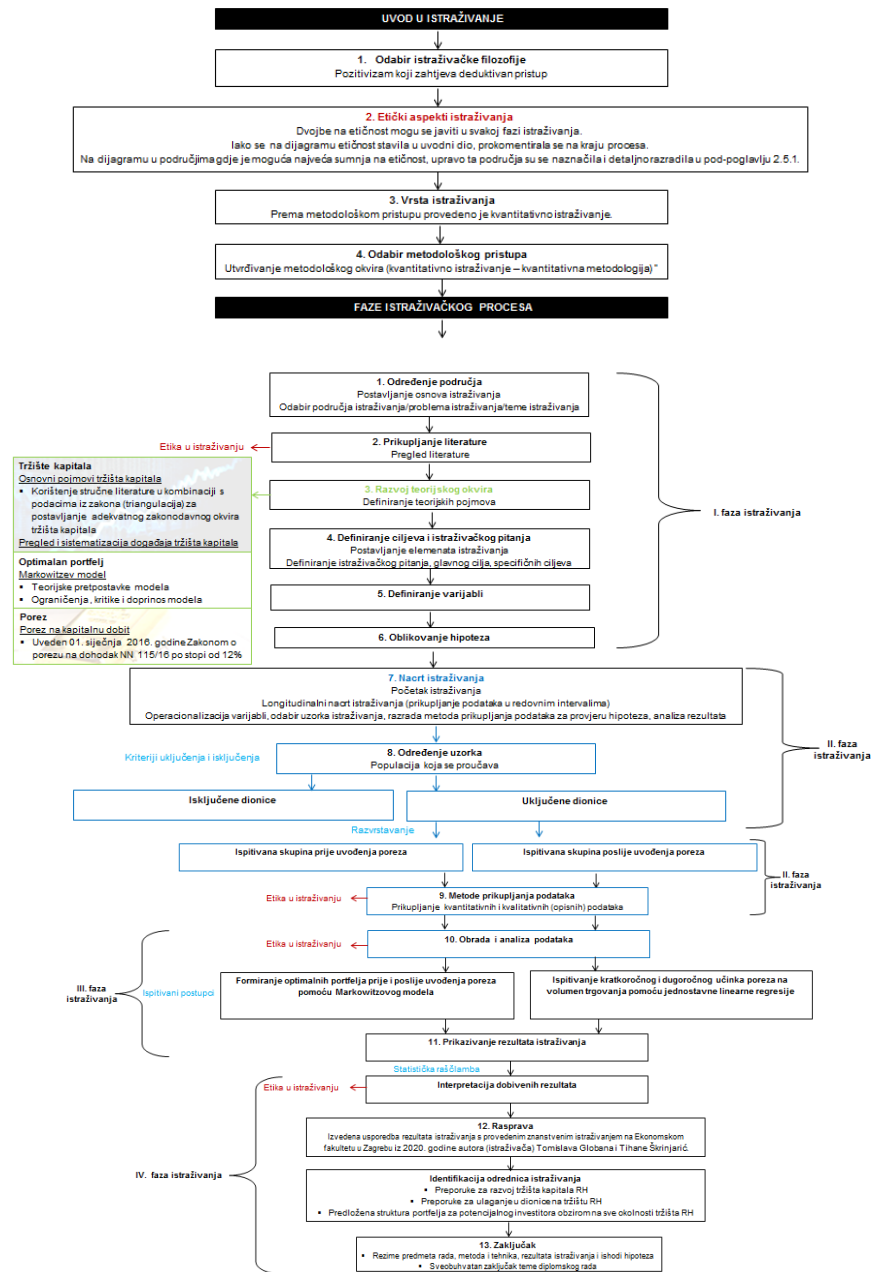 UVOD U ISTRAŽIVANJE
1. Odabir istraživačke filozofije
Pozitivizam koji zahtjeva deduktivan pristup
2. Etički aspekti istraživanja
Dvojbe na etičnost mogu se javiti u svakoj fazi istraživanja.
Iako se na dijagramu etičnost stavila u uvodni dio, prokomentirala se na kraju procesa.
Na dijagramu u područjima gdje je moguća najveća sumnja na etičnost, upravo ta područja su se naznačila i detaljno razradila u pod-poglavlju 2.5.1.
3. Vrsta istraživanja
Prema metodološkom pristupu provedeno je kvantitativno istraživanje.
4. Odabir metodološkog pristupa
Utvrđivanje metodološkog okvira (kvantitativno istraživanje – kvantitativna metodologija) "
FAZE ISTRAŽIVAČKOG PROCESA
1. Određenje područja
Postavljanje osnova istraživanja
Odabir područja istraživanja/problema istraživanja/teme istraživanja
Etika u istraživanju
2. Prikupljanje literature
Pregled literature
Tržište kapitala
Osnovni pojmovi tržišta kapitala
▪ Korištenje stručne literature u kombinaciji s
podacima iz zakona (triangulacija) za
postavljanje adekvatnog zakonodavnog okvira
tržišta kapitala
Pregled i sistematizacija događaja tržišta kapitala
Optimalan portfelj
Markowitzev model
▪ Teorijske pretpostavke modela
▪ Ograničenja, kritike i doprinos modela
Porez
Porez na kapitalnu dobit
▪ Uveden 01. siječnja 2016. godine Zakonom o
porezu na dohodak NN 115/16 po stopi od 12%
3. Razvoj teorijskog okvira
Definiranje teorijskih pojmova
I. faza istraživanja
4. Definiranje ciljeva i istraživačkog pitanja
Postavljanje elemenata istraživanja
Definiranje istraživačkog pitanja, glavnog cilja, specifičnih ciljeva
5. Definiranje varijabli
6. Oblikovanje hipoteza
7. Nacrt istraživanja
Početak istraživanja
Longitudinalni nacrt istraživanja (prikupljanje podataka u redovnim intervalima)
Operacionalizacija varijabli, odabir uzorka istraživanja, razrada metoda prikupljanja podataka za provjeru hipoteza, analiza rezultata
II. faza
istraživanja
Kriteriji uključenja i isključenja
8. Određenje uzorka
Populacija koja se proučava
Isključene dionice
Uključene dionice
Razvrstavanje
Ispitivana skupina prije uvođenja poreza
Ispitivana skupina poslije uvođenja poreza
II. faza
istraživanja
Etika u istraživanju
9. Metode prikupljanja podataka
Prikupljanje kvantitativnih i kvalitativnih (opisnih) podataka
Etika u istraživanju
10. Obrada i analiza podataka
III. faza
istraživanja
Ispitivani postupci
Formiranje optimalnih portfelja prije i poslije uvođenja poreza
pomoću Markowitzovog modela
Ispitivanje kratkoročnog i dugoročnog učinka poreza na
volumen trgovanja pomoću jednostavne linearne regresije
11. Prikazivanje rezultata istraživanja
Statistička raščlamba
Etika u istraživanju
Interpretacija dobivenih rezultata
12. Rasprava
Izvedena usporedba rezultata istraživanja s provedenim znanstvenim istraživanjem na Ekonomskom
fakultetu u Zagrebu iz 2020. godine autora (istraživača) Tomislava Globana i Tihane Škrinjarić.
IV. faza istraživanja
Identifikacija odrednica istraživanja
▪ Preporuke za razvoj tržišta kapitala RH
▪ Preporuke za ulaganje u dionice na tržištu RH
▪ Predložena struktura portfelja za potencijalnog investitora obzirom na sve okolnosti tržišta RH
13. Zaključak
▪ Rezime predmeta rada, metoda i tehnika, rezultata istraživanja i ishodi hipoteza
▪ Sveobuhvatan zaključak teme diplomskog rada